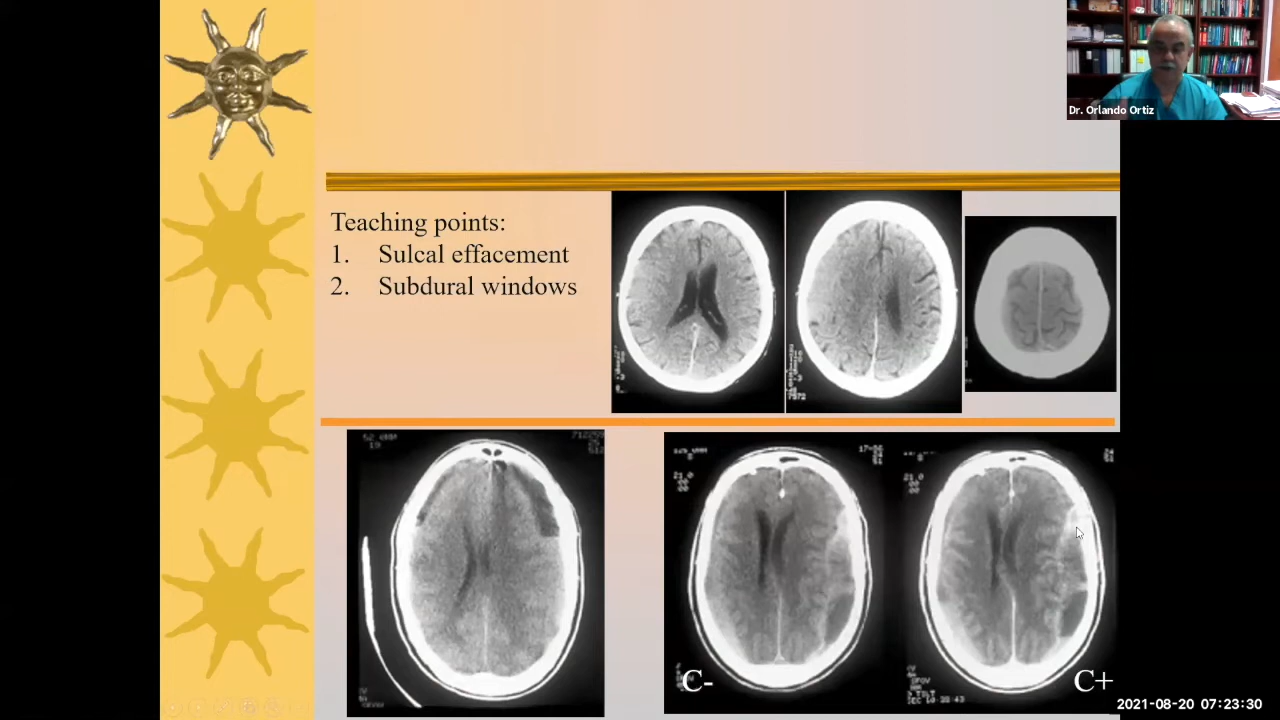 Dr. Orlando Ortiz
Teaching points:
1. Sulcal effacement
2. Subdural windows
C-
C+
2021-08-20 07:23:30